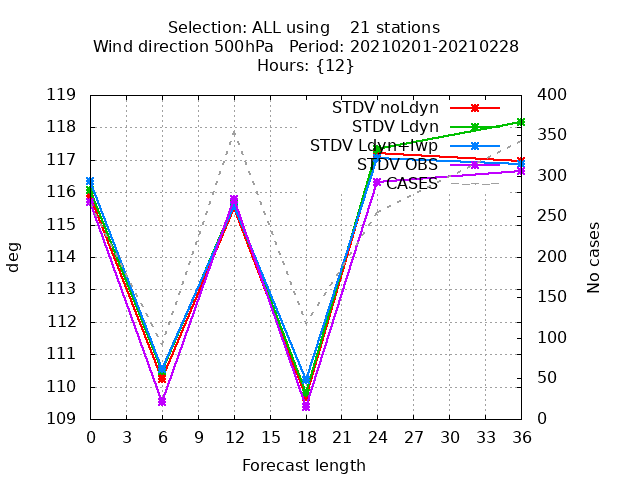 Selection: ALL using    21 stations
Wind direction 500hPa   Period: 20210201-20210228
Hours: {12}
119
118
117
116
115
114
113
112
111
110
109
deg
400
350
300
250
200
150
100
50
0
No cases
STDV noLdyn
STDV Ldyn
STDV Ldyn+Twp
STDV OBS
CASES
0 3 6 9 12 15 18 21 24 27 30 33 36
Forecast length